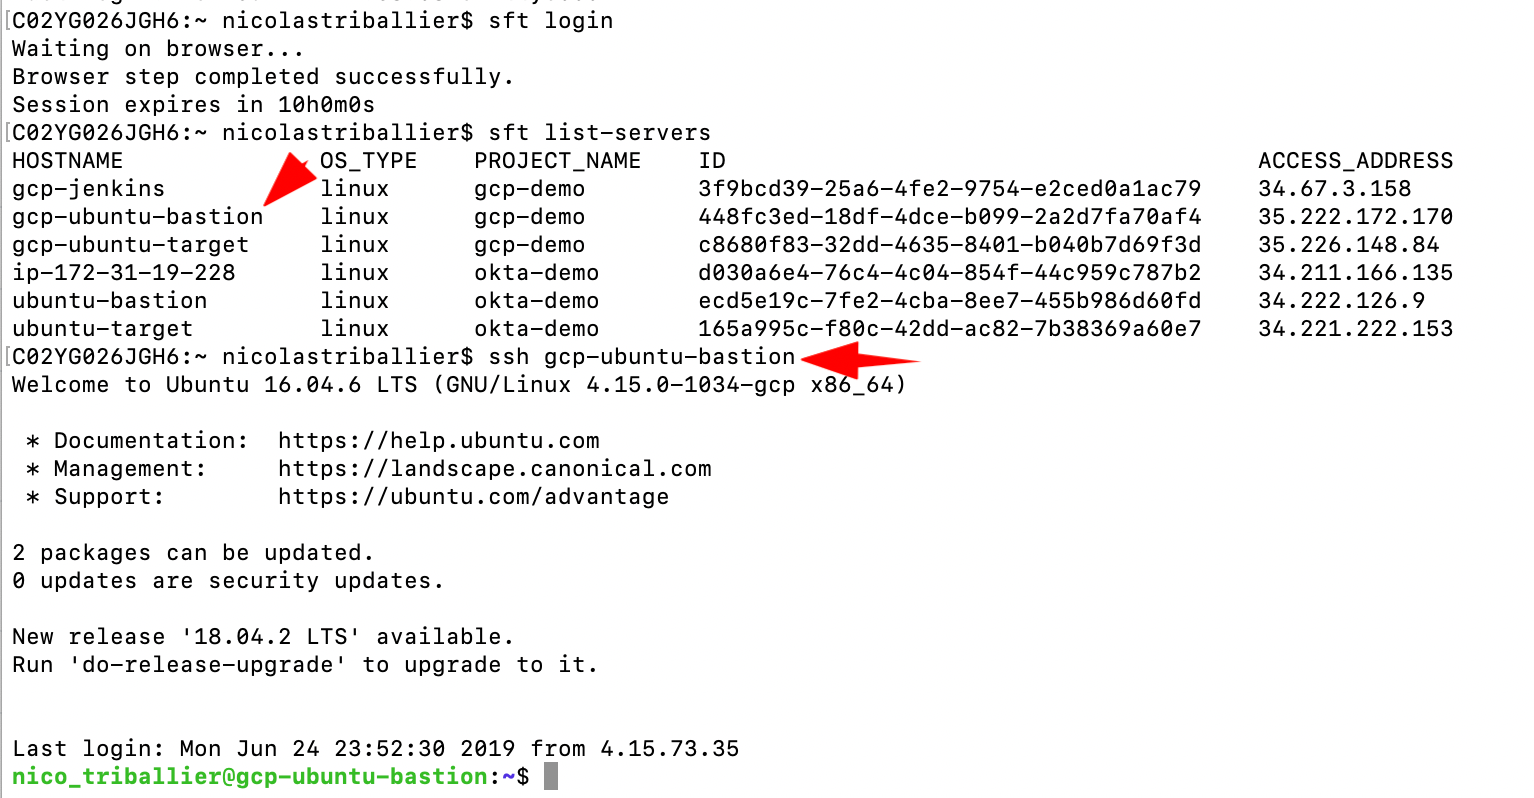 C02YG026JGH6:~ nicolastriballier$ sft login
Waiting on browser...
Browser step completed successfully.
Session expires in 10h0m0s
C02YG026JGH6:~ nicolastriballier$ sft list-servers
HOSTNAME OS_TYPE PROJECT_NAME ID ACCESS_ADDRESS
gcp-jenkins linux gcp-demo 3f9bcd39-25a6-4fe2-9754-e2ced0a1ac79 34.67.3.158
gcp-ubuntu-bastion linux gcp-demo 448fc3ed-18df-4dce-b099-2a2d7fa70af4 35.222.172.170
gcp-ubuntu-target linux gcp-demo c8680f83-32dd-4635-8401-b040b7d69f3d 35.226.148.84
ip-172-31-19-228 linux okta-demo d030a6e4-76c4-4c04-854f-44c959c787b2 34.211.166.135
ubuntu-bastion linux okta-demo ecd5e19c-7fe2-4cba-8ee7-455b986d60fd 34.222.126.9
ubuntu-target linux okta-demo 165a995c-f80c-42dd-ac82-7b38369a60e7 34.221.222.153
C02YG026JGH6:~ nicolastriballier$ ssh gcp-ubuntu-bastion
Welcome to Ubuntu 16.04.6 LTS (GNU/Linux 4.15.0-1034-gcp x86_64)
* Documentation: https://help.ubuntu.com
* Management: https://landscape.canonical.com
* Support: https://ubuntu.com/advantage
2 packages can be updated.
0 updates are security updates.
New release '18.04.2 LTS' available.
Run 'do-release-upgrade' to upgrade to it.
Last login: Mon Jun 24 23:52:30 2019 from 4.15.73.35
nico_triballier@gcp-ubuntu-bastion:~$